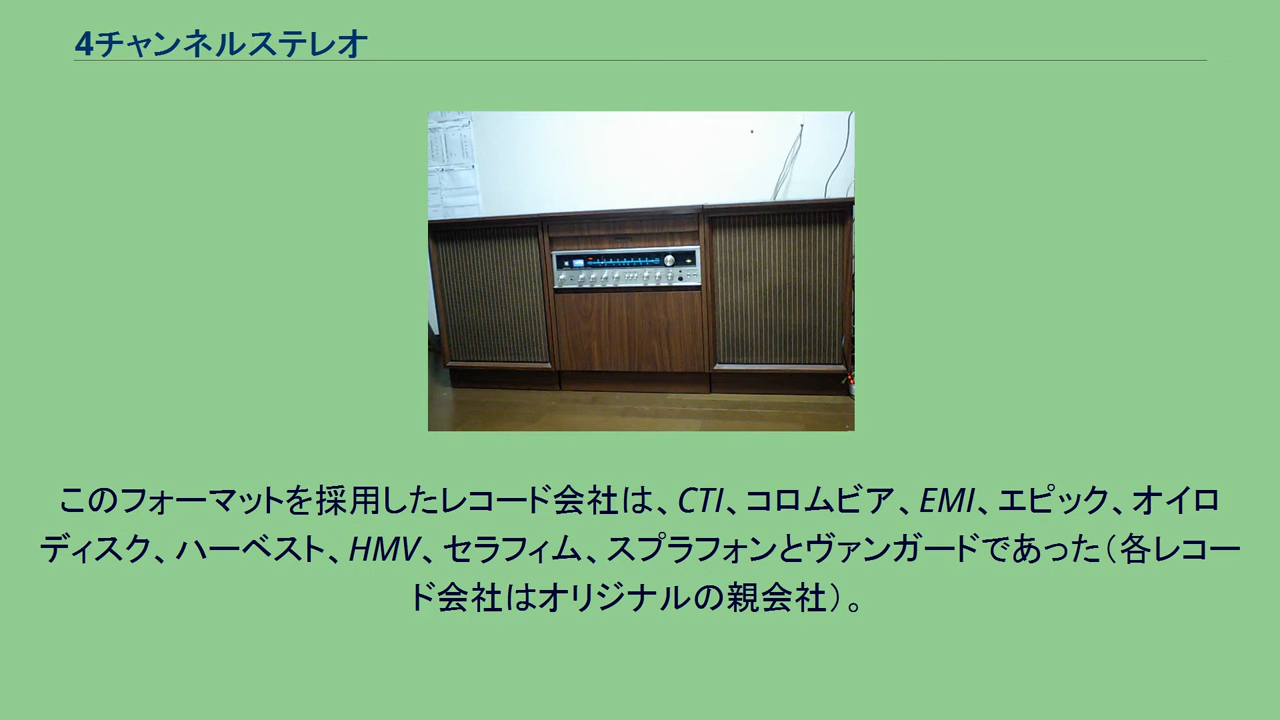 4チャンネルステレオ
このフォーマットを採用したレコード会社は、CTI、コロムビア、EMI、エピック、オイロ
ディスク、ハーベスト、HMV、セラフィム、スプラフォンとヴァンガードであった（各レコー
ド会社はオリジナルの親会社）。